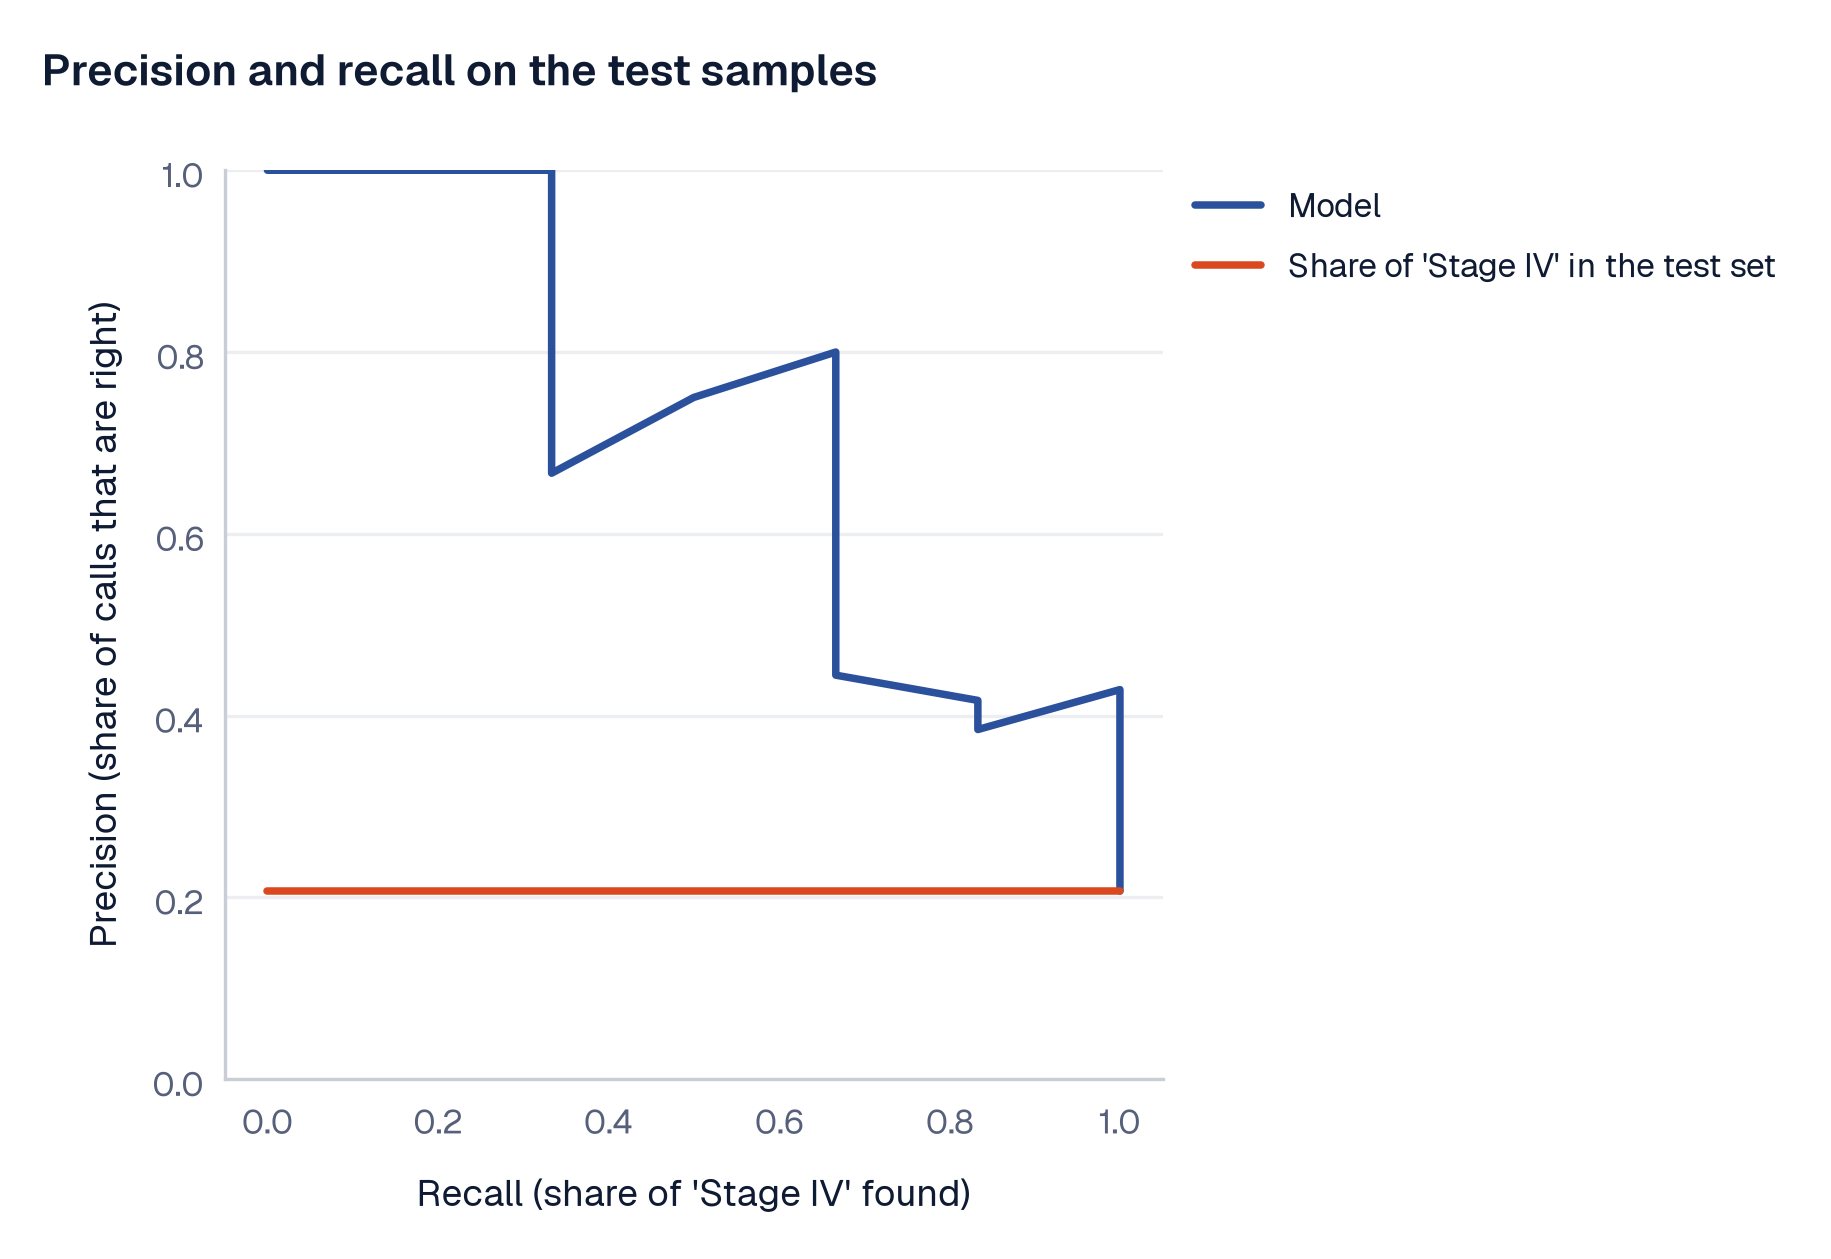 Precision and recall on the test samples
Model
Share of 'Stage IV' in the test set
Precision (share of calls that are right)
1.0
0.8
0.6
0.4
0.2
0.0
0.0 0.2 0.4 0.6 0.8 1.0
Recall (share of 'Stage IV' found)